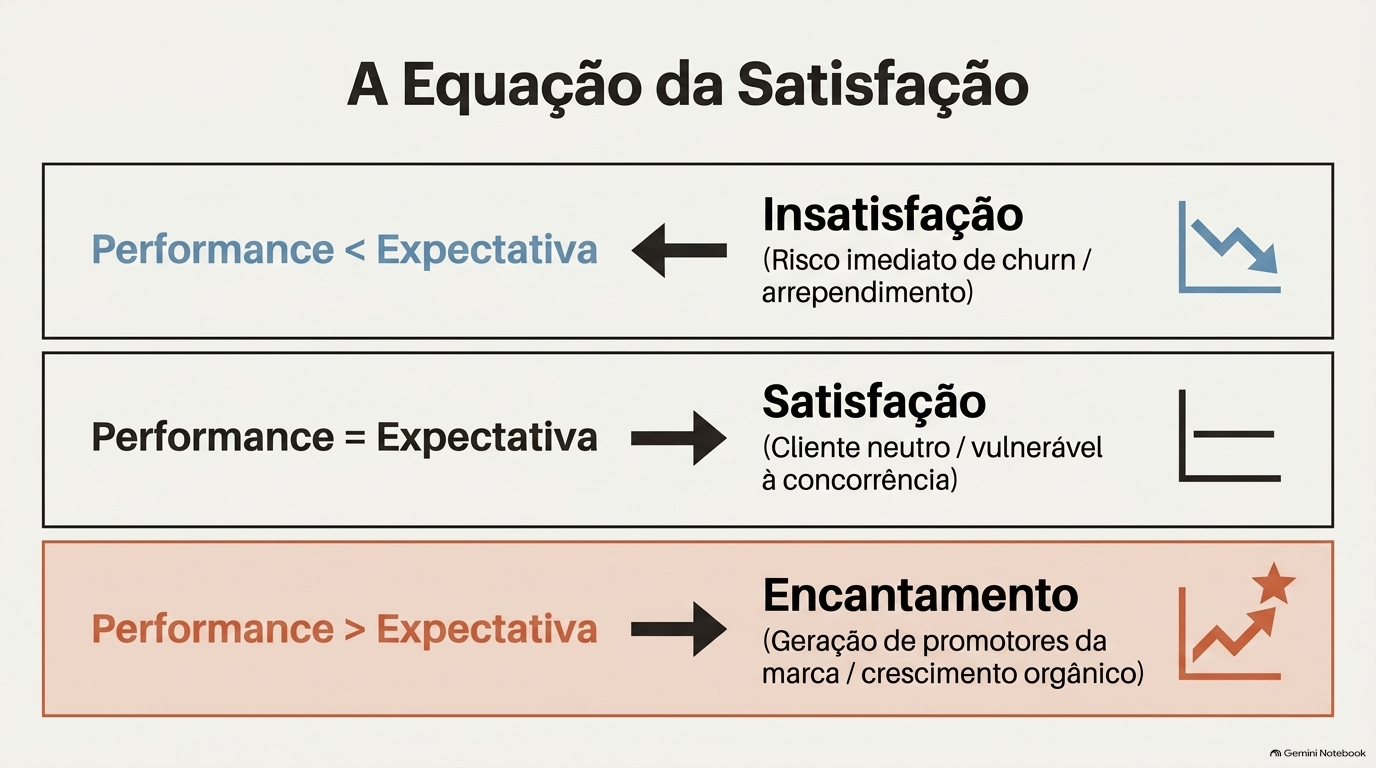 A Equação da Satisfação
Performance < Expectativa
Insatisfação
(Risco imediato de churn /
arrependimento)
Performance = Expectativa
Satisfação
(Cliente neutro / vulnerável
à concorrência)
Performance > Expectativa
Encantamento
(Geração de promotores da
marca / crescimento orgânico)
Gemini Notebook